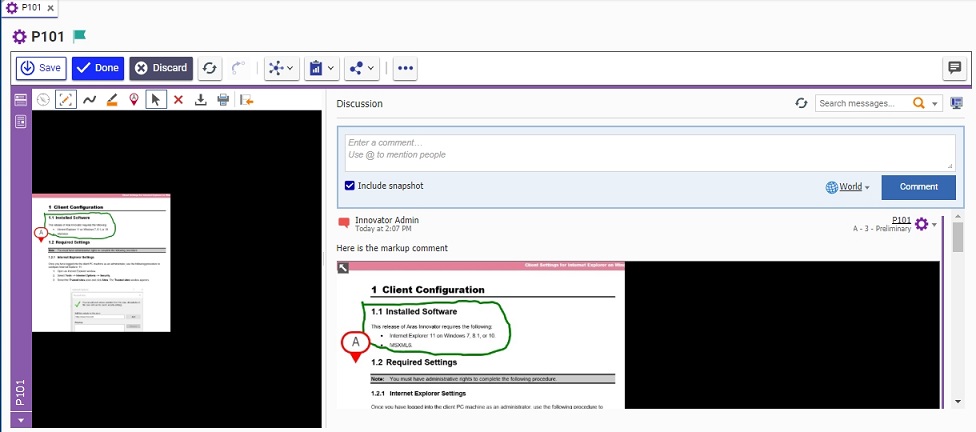 P101
P101
Save
Done
Discard
Discussion
Search messages...
Enter a comment...
Use @ to mention people
Include snapshot
World
Comment
Innovator Admin
Today at 2:07 PM
P101
A - 3 - Preliminary
Here is the markup comment
Client Settings for Internet Explorer on
1 Client Configuration
1.1 Installed Software
This release of Aras Innovator requires the following:
• Internet Explorer 11 on Windows 7, 8.1, or 10.
• MSXML6
A
1.2 Required Settings
Note: You must have administrative rights to complete the following procedure.
1.2.1 Internet Explorer Settings
Once you have logged into the client PC machine as an administrator, use the following procedure to
1 Client Configuration
1.1 Installed Software
A
1.2 Required Settings
1.2.1 Internet Explorer Settings
P101